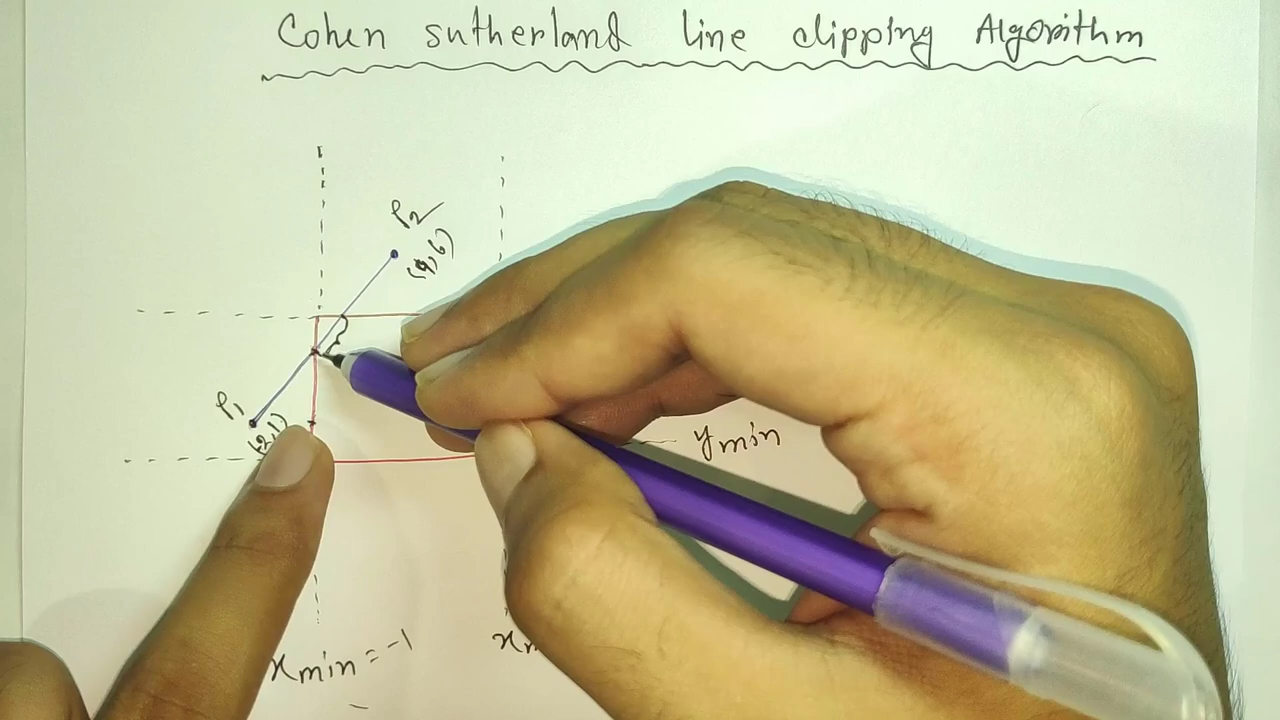 Cohen sutherland line clipping Algorithm
P2
P1
ymin
xmin = -1